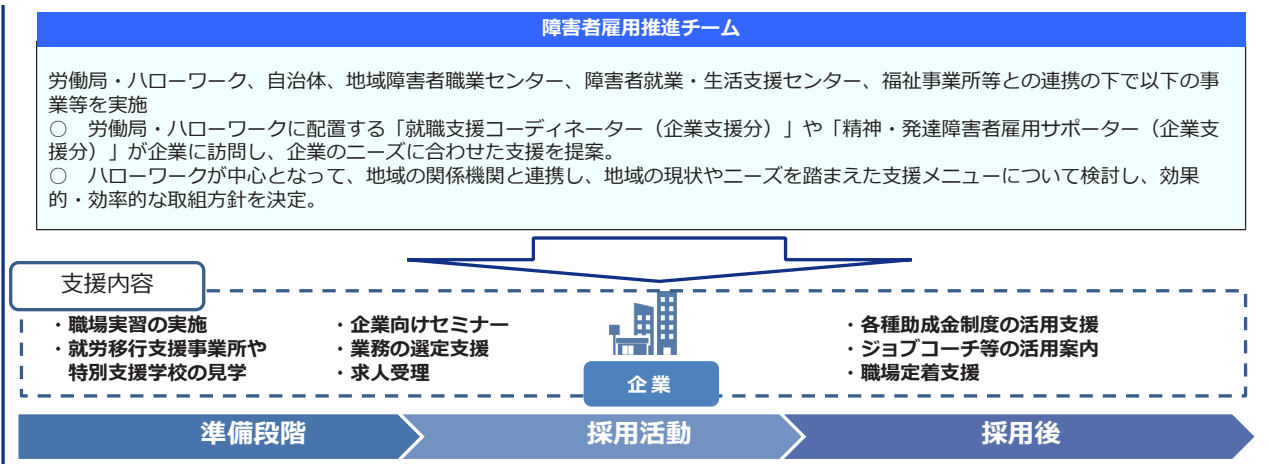 障害者雇用推進チーム
労働局・ハローワーク、自治体、地域障害者職業センター、障害者就業・生活支援センター、福祉事業所等との連携の下で以下の事
業等を実施
○　労働局・ハローワークに配置する「就職支援コーディネーター（企業支援分）」や「精神・発達障害者雇用サポーター（企業支
援分）」が企業に訪問し、企業のニーズに合わせた支援を提案。
○　ハローワークが中心となって、地域の関係機関と連携し、地域の現状やニーズを踏まえた支援メニューについて検討し、効果
的・効率的な取組方針を決定。
支援内容
・職場実習の実施
・就労移行支援事業所や
特別支援学校の見学
・企業向けセミナー
・業務の選定支援
・求人受理
企業
・各種助成金制度の活用支援
・ジョブコーチ等の活用案内
・職場定着支援
準備段階
採用活動
採用後